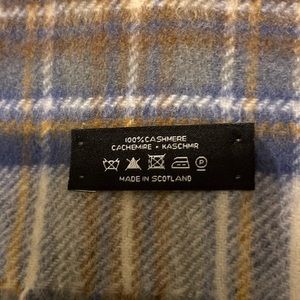 100% CASHMERE
CACHEMIRE • KASCHMIR
P
MADE IN SCOTLAND